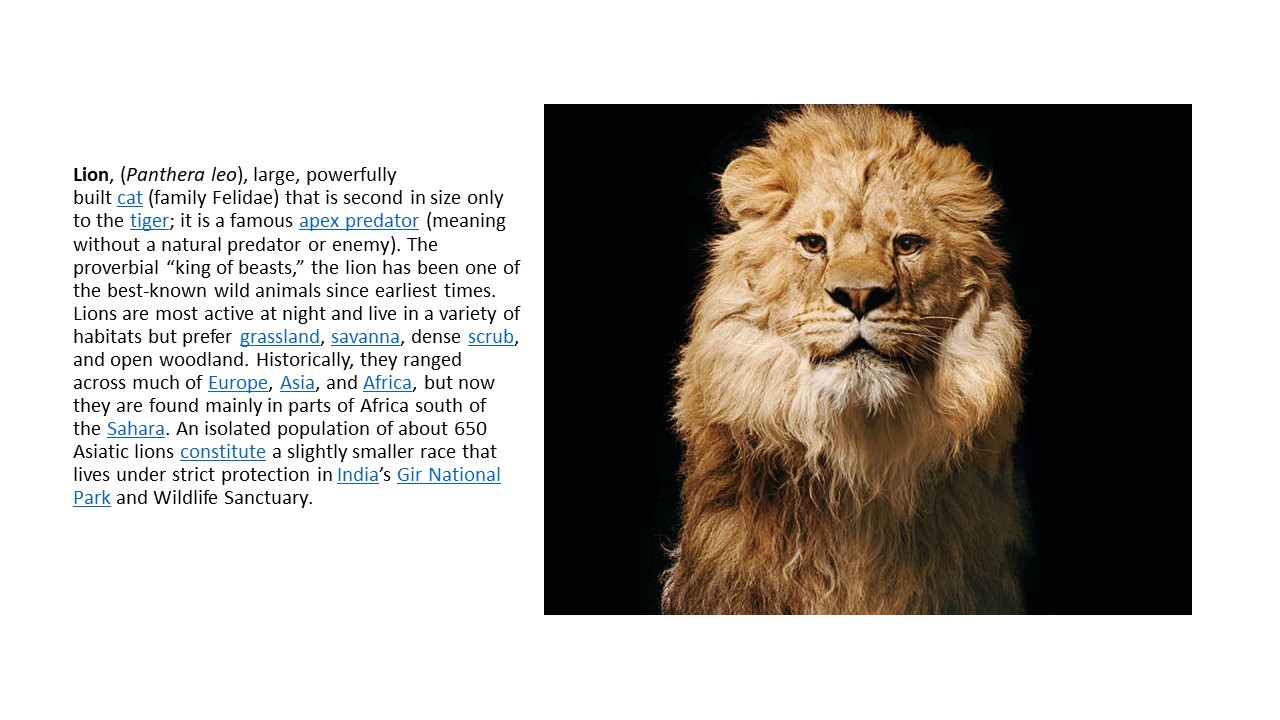 Lion, (Panthera leo), large, powerfully
built cat (family Felidae) that is second in size only
to the tiger; it is a famous apex predator (meaning
without a natural predator or enemy). The
proverbial “king of beasts,” the lion has been one of
the best-known wild animals since earliest times.
Lions are most active at night and live in a variety of
habitats but prefer grassland, savanna, dense scrub,
and open woodland. Historically, they ranged
across much of Europe, Asia, and Africa, but now
they are found mainly in parts of Africa south of
the Sahara. An isolated population of about 650
Asiatic lions constitute a slightly smaller race that
lives under strict protection in India’s Gir National
Park and Wildlife Sanctuary.